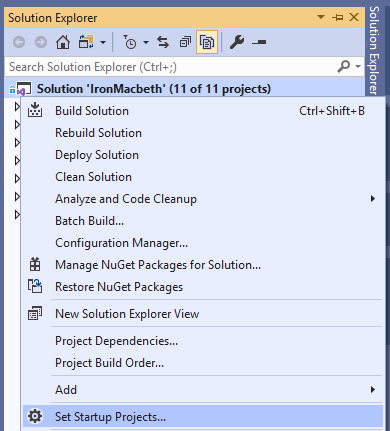 Solution Explorer
Search Solution Explorer (Ctrl+;)
Solution 'IronMacbeth' (11 of 11 projects)
Build Solution Ctrl+Shift+B
Rebuild Solution
Deploy Solution
Clean Solution
Analyze and Code Cleanup
Batch Build...
Configuration Manager...
Manage NuGet Packages for Solution...
Restore NuGet Packages
New Solution Explorer View
Project Dependencies...
Project Build Order...
Add
Set Startup Projects...
Solution Explorer